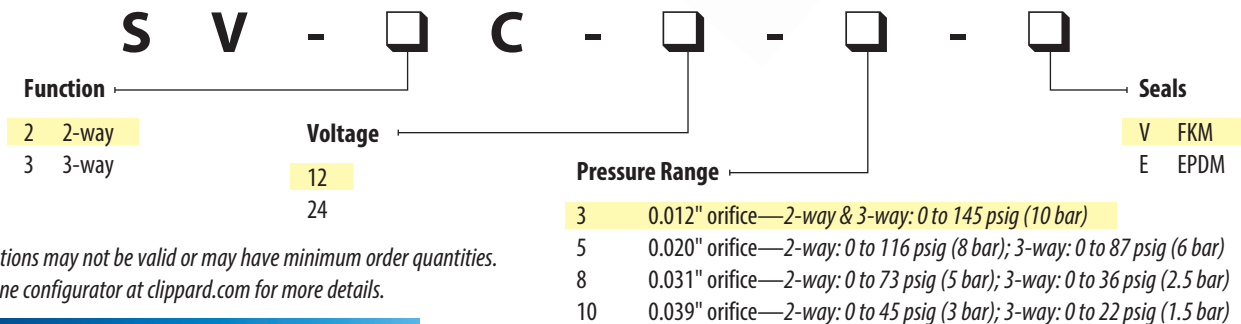 S V - ❏ C - ❏ - ❏ - ❏
Function
2 2-way
3 3-way
Voltage
12
24
Pressure Range
3 0.012" orifice—2-way & 3-way: 0 to 145 psig (10 bar)
5 0.020" orifice—2-way: 0 to 116 psig (8 bar); 3-way: 0 to 87 psig (6 bar)
8 0.031" orifice—2-way: 0 to 73 psig (5 bar); 3-way: 0 to 36 psig (2.5 bar)
10 0.039" orifice—2-way: 0 to 45 psig (3 bar); 3-way: 0 to 22 psig (1.5 bar)
Seals
V FKM
E EPDM
tions may not be valid or may have minimum order quantities.
ne configurator at clippard.com for more details.